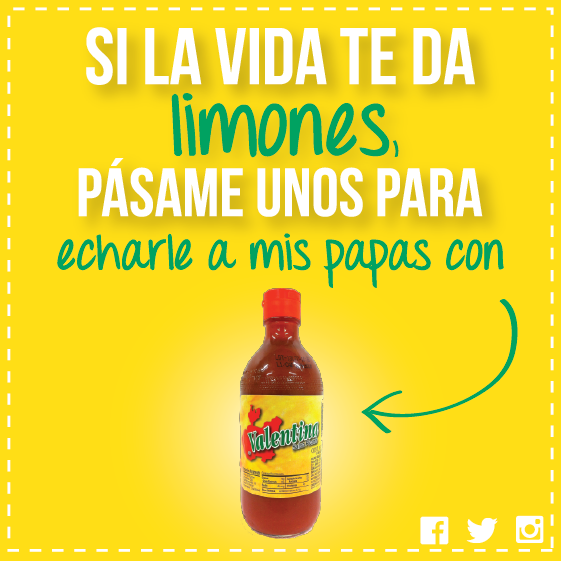 SI LA VIDA TE DA
limones,
PÁSAME UNOS PARA
echarle a mis papas con
Valentina